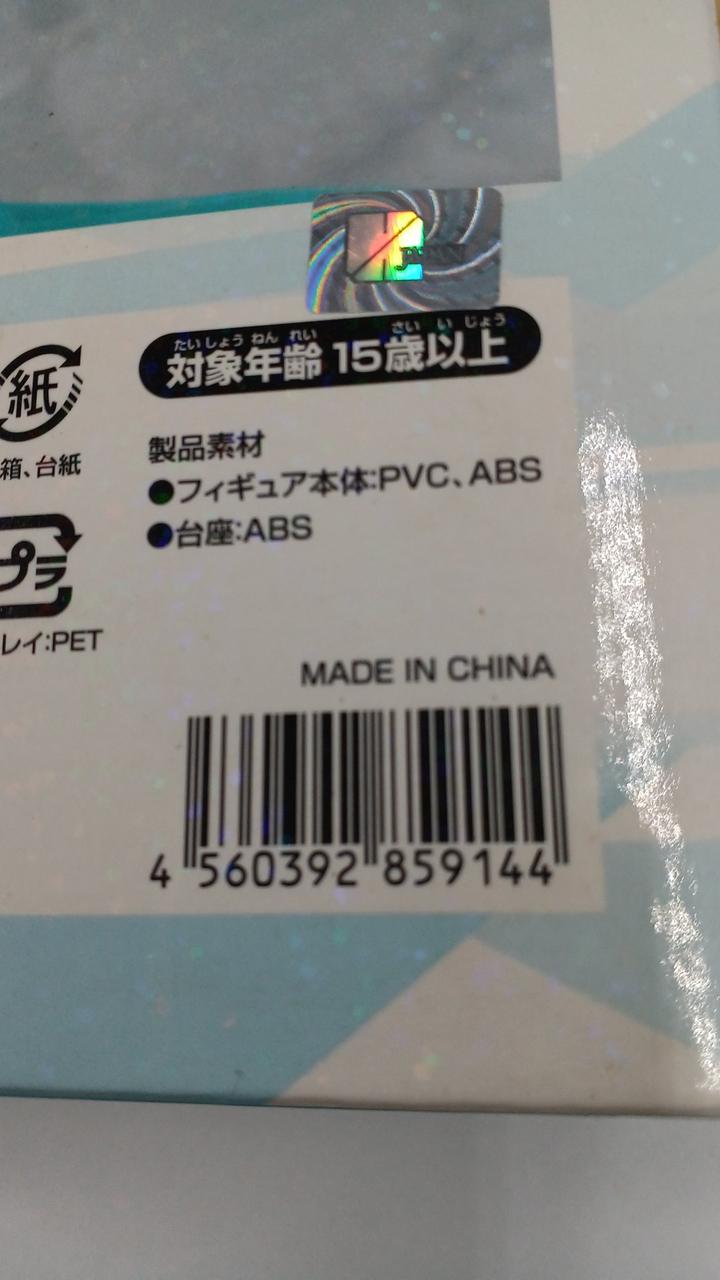 JAPAN
たいしょう ねん れい さい い じょう
対象年齢 15歳以上
紙
箱、台紙
製品素材
●フィギュア本体:PVC、ABS
●台座:ABS
プラ
レイ:PET
MADE IN CHINA
4 560392 859144